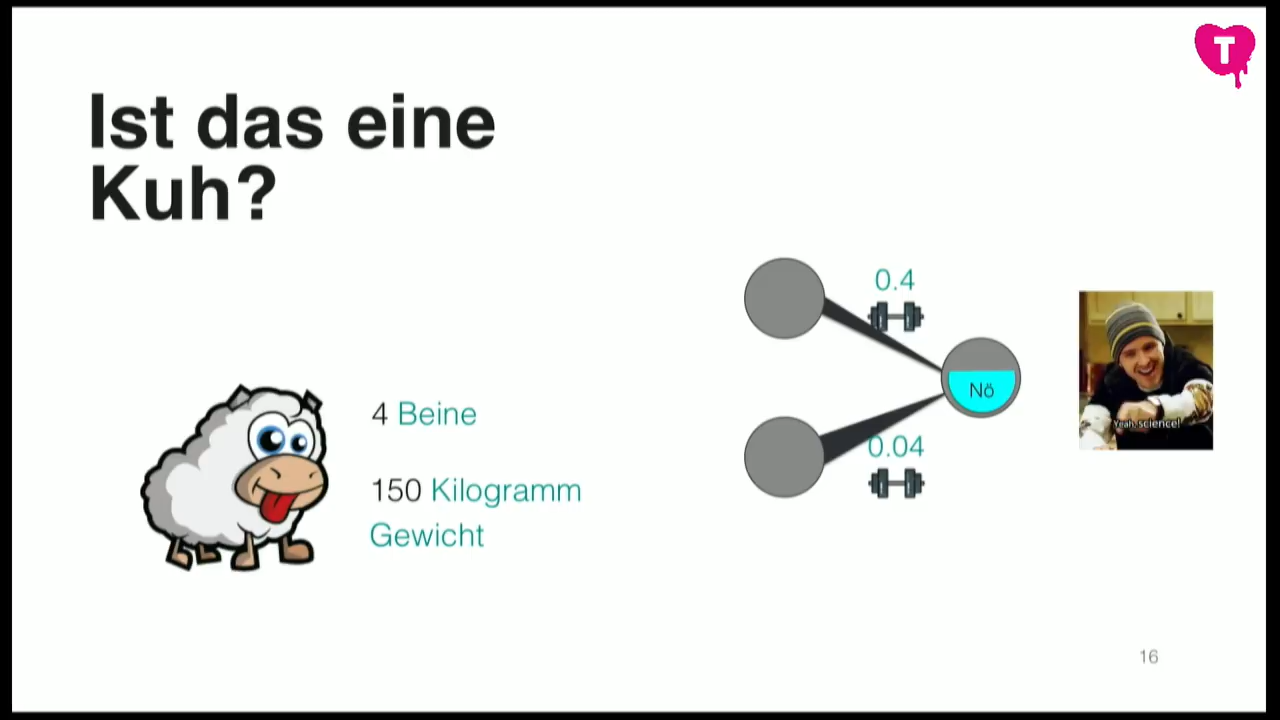 T
Ist das eine
Kuh?
4 Beine
150 Kilogramm
Gewicht
0.4
Nö
0.04
Yeah, science!
16